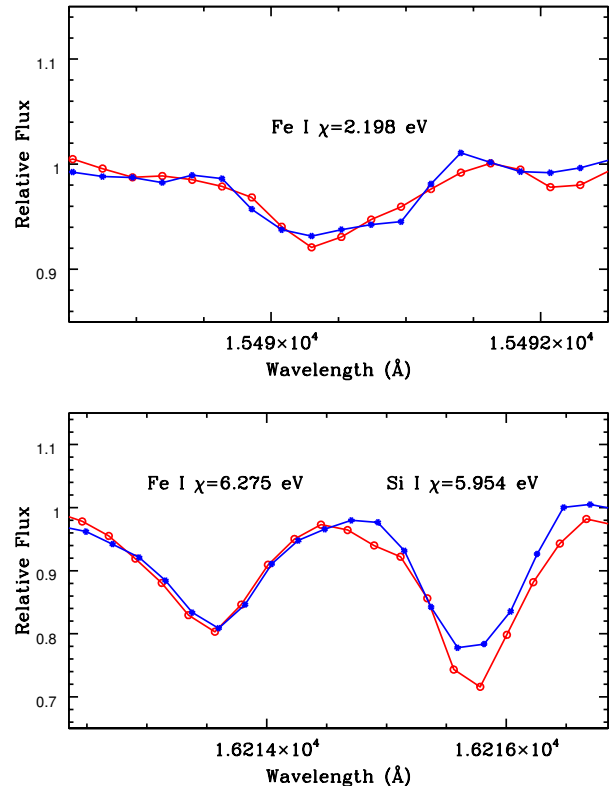 1.1
1
0.9
Relative Flux
Fe I χ=2.198 eV
1.549×10⁴
1.5492×10⁴
Wavelength (Å)
1.1
1
0.9
0.8
0.7
Relative Flux
Fe I χ=6.275 eV
Si I χ=5.954 eV
1.6214×10⁴
1.6216×10⁴
Wavelength (Å)